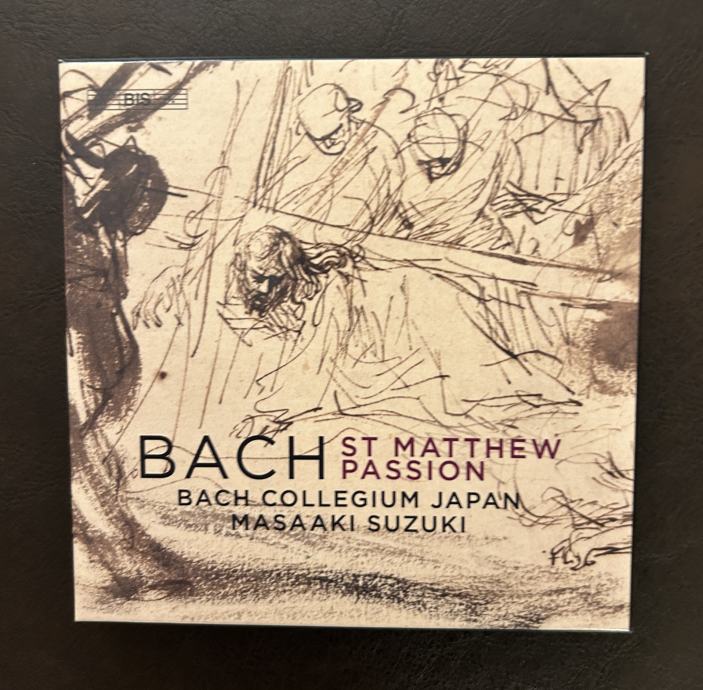 BIS
BACH
ST MATTHEW
PASSION
BACH COLLEGIUM JAPAN
MASAAKI SUZUKI